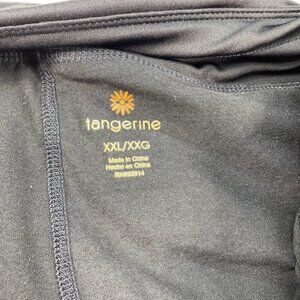 tangerine
XXL/XXG
Made in China
Hecho en China